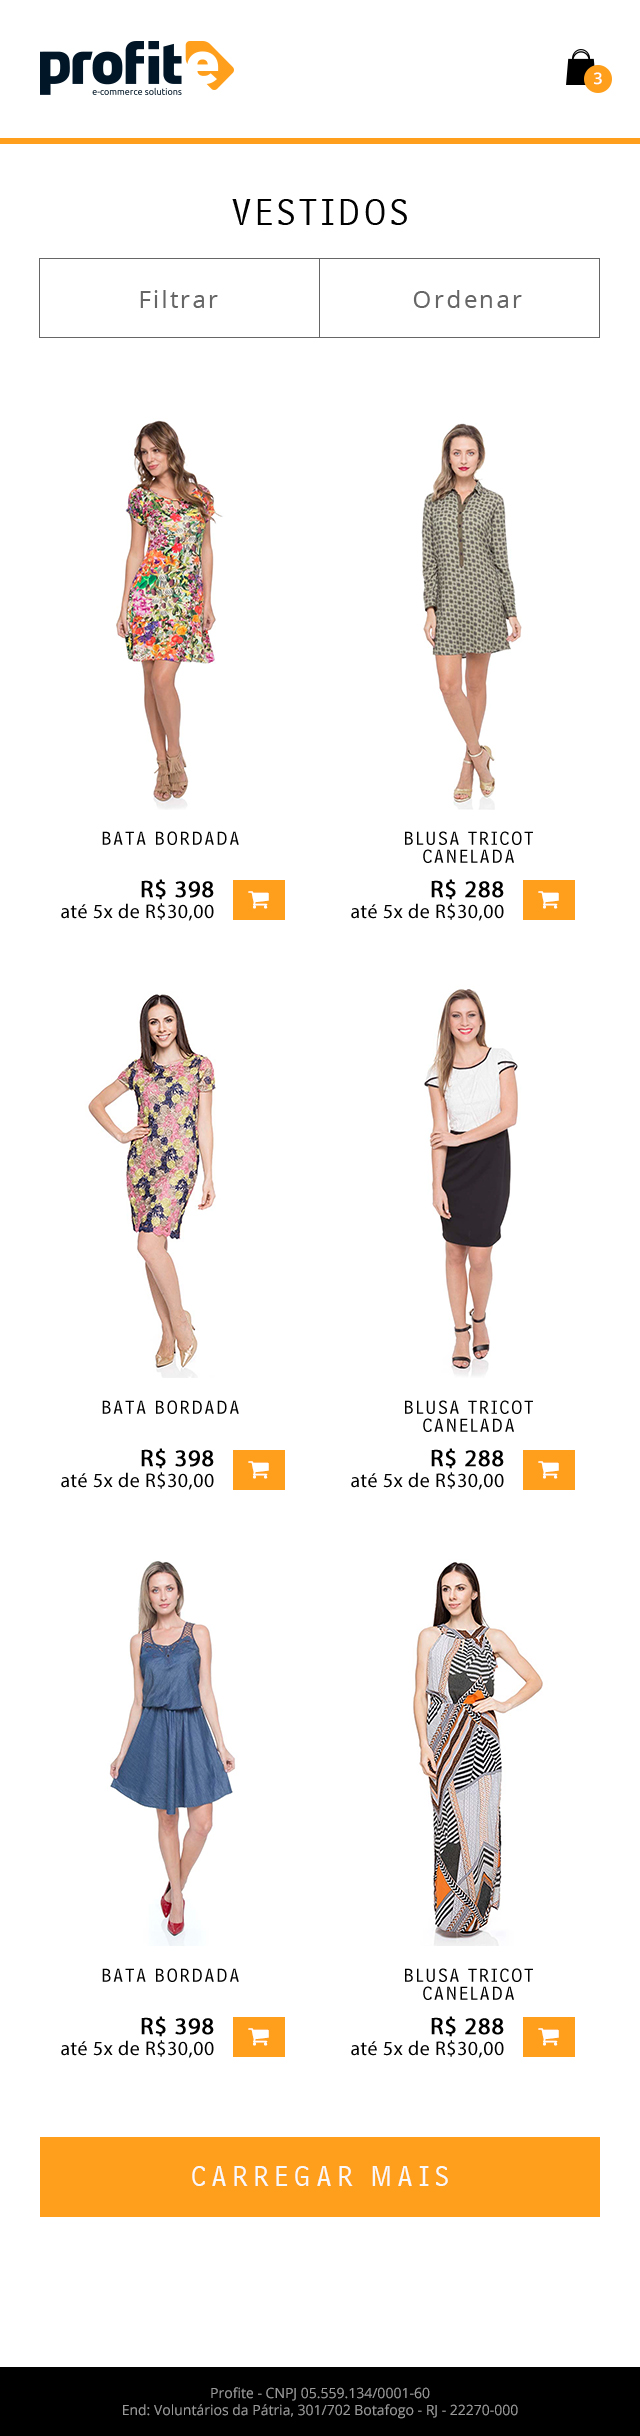 profite
e-commerce solutions
3
VESTIDOS
Filtrar
Ordenar
BATA BORDADA
R$ 398
até 5x de R$30,00
BLUSA TRICOT
CANELADA
R$ 288
até 5x de R$30,00
BATA BORDADA
R$ 398
até 5x de R$30,00
BLUSA TRICOT
CANELADA
R$ 288
até 5x de R$30,00
BATA BORDADA
R$ 398
até 5x de R$30,00
BLUSA TRICOT
CANELADA
R$ 288
até 5x de R$30,00
CARREGAR MAIS
Profite - CNPJ 05.559.134/0001-60
End: Voluntários da Pátria, 301/702 Botafogo - RJ - 22270-000